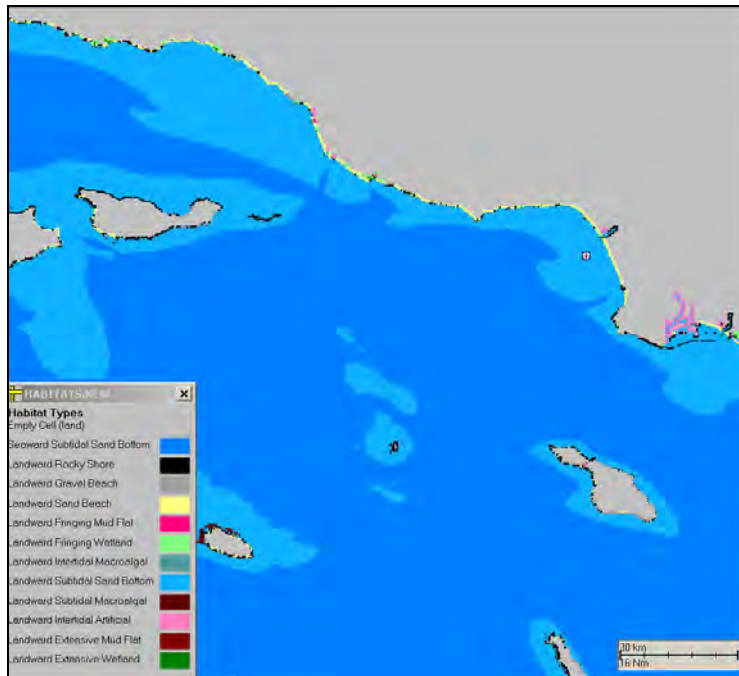 HABITATS.NEW
Habitat Types
Empty Cell (land)
Seaward Subtidal Sand Bottom
Landward Rocky Shore
Landward Gravel Beach
Landward Sand Beach
Landward Fringing Mud Flat
Landward Fringing Wetland
Landward Intertidal Macroalgal
Landward Subtidal Sand Bottom
Landward Subtidal Macroalgal
Landward Intertidal Artificial
Landward Extensive Mud Flat
Landward Extensive Wetland
30 km
16 Nm